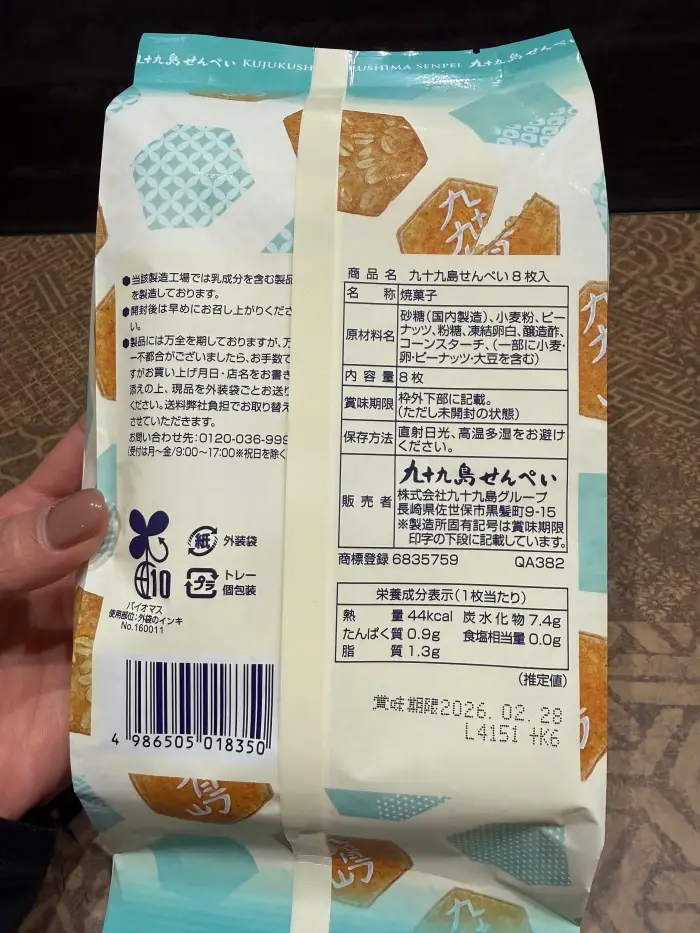 九十九島せんぺい KUJUKUSH
USHIMA SENPEI 九十九島せんぺい
九十
九
九十
九
●当該製造工場では乳成分を含む製品
を製造しております。
●開封後は早めにお召し上がりくださ
い。
●製品には万全を期しておりますが、万
一不都合がございましたら、お手数で
すがお買い上げ月日・店名をお書き
添えの上、現品を外装袋ごとお送り
ください。送料弊社負担でお取り替え
させていただきます。
お問い合わせ先:0120-036-999
(受付は月〜金/9:00〜17:00※祝日を除く
10
バイオマス
使用部位:外袋のインキ
No.160011
紙 外装袋
プラ トレー
個包装
4 986505 018350
商品名 九十九島せんぺい8枚入
名称 焼菓子
原材料名 砂糖(国内製造)、小麦粉、ピー
ナッツ、粉糖、凍結卵白、醸造酢、
コーンスターチ、(一部に小麦・
卵・ピーナッツ・大豆を含む)
内容量 8枚
賞味期限 枠外下部に記載。
(ただし未開封の状態)
保存方法 直射日光、高温多湿をお避け
ください。
販売者 九十九島せんぺい
株式会社九十九島グループ
長崎県佐世保市黒髪町9-15
※製造所固有記号は賞味期限
印字の下段に記載しています。
商標登録 6835759 QA382
栄養成分表示(1枚当たり)
熱量 44kcal 炭水化物 7.4g
たんぱく質 0.9g 食塩相当量 0.0g
脂質 1.3g
(推定値)
賞味期限2026.02.28
L4151 +K6
島
島
九